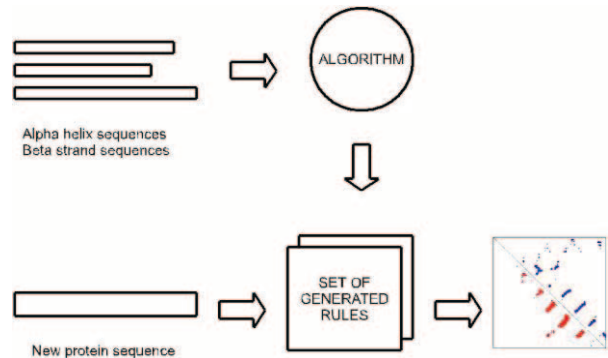 ALGORITHM
Alpha helix sequences
Beta strand sequences
SET OF
GENERATED
RULES
New protein sequence